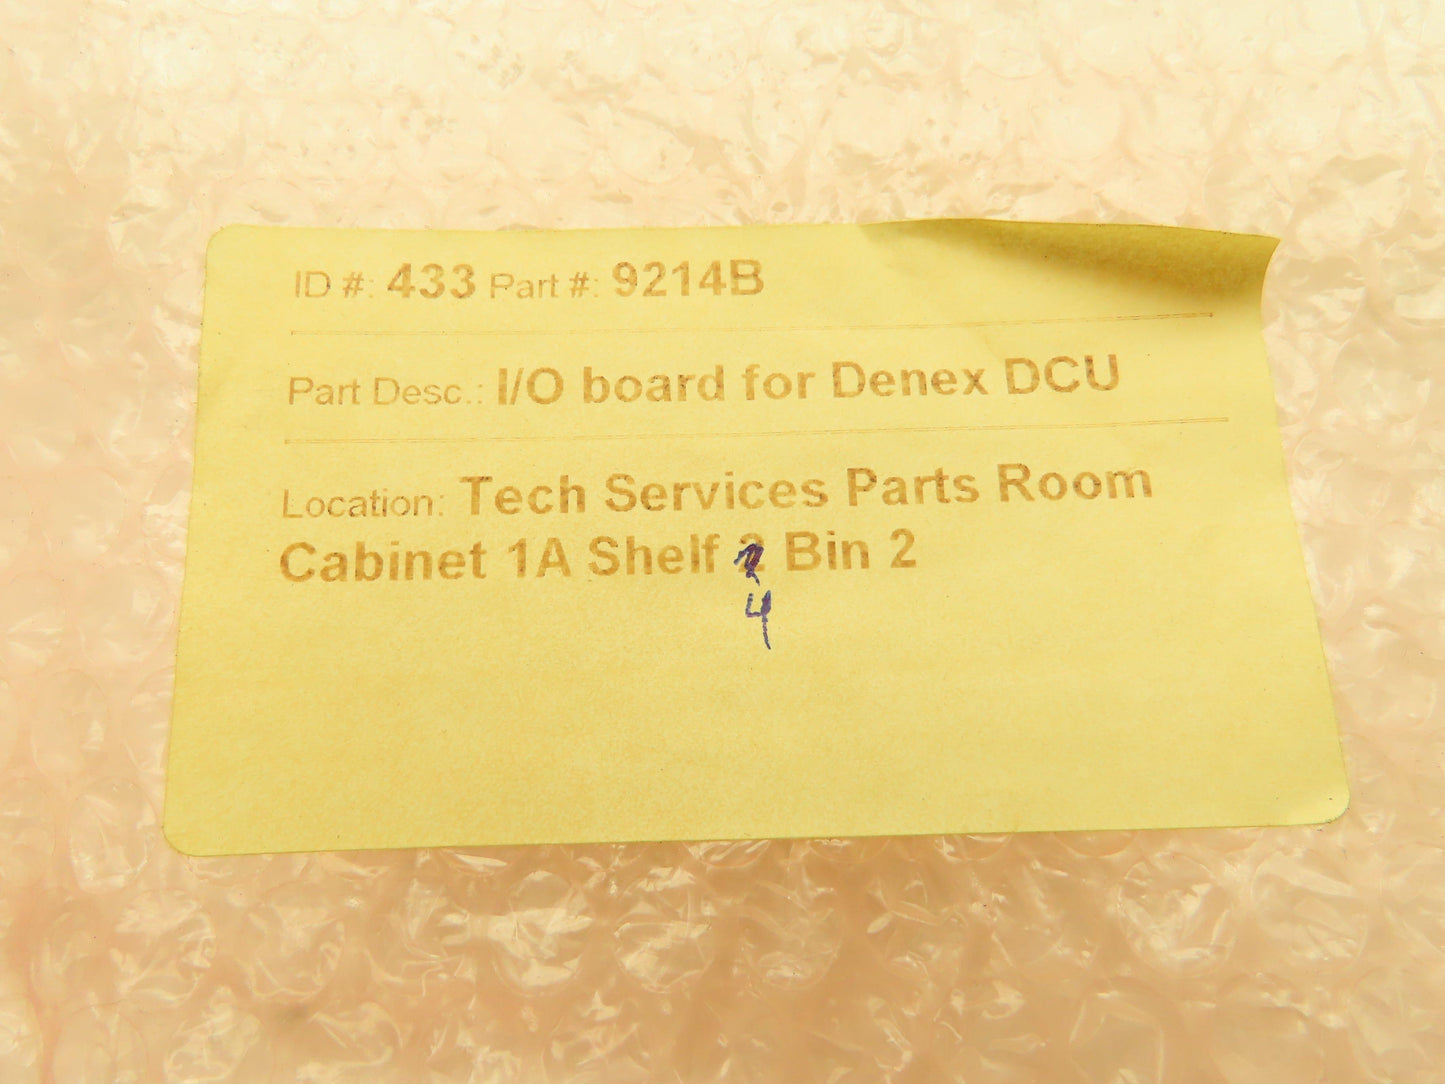 ID #: 433 Part #: 9214B
Part Desc.: I/O board for Denex DCU
Location: Tech Services Parts Room
Cabinet 1A Shelf Bin 2
4